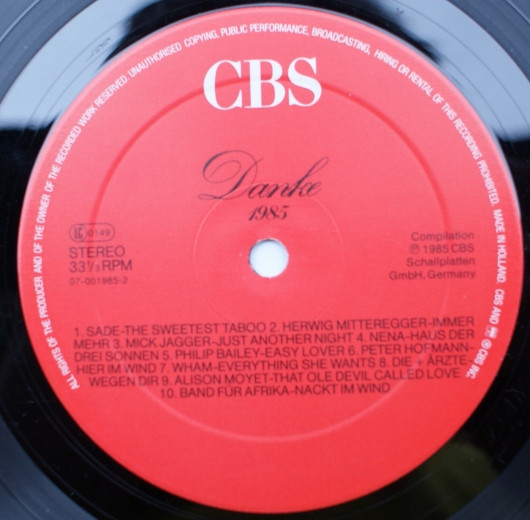 ALL RIGHTS OF THE PRODUCER AND OF THE OWNER OF THE RECORDED WORK RESERVED. UNAUTHORISED COPYING, PUBLIC PERFORMANCE, BROADCASTING, HIRING OR RENTAL OF THIS RECORDING PROHIBITED. MADE IN HOLLAND. CBS AND ® CBS INC.
CBS
Danke
1985
LC 0149
STEREO
33⅓ RPM
07-001985-2
Compilation
℗ 1985 CBS
Schallplatten
GmbH, Germany
1. SADE-THE SWEETEST TABOO 2. HERWIG MITTEREGGER-IMMER
MEHR 3. MICK JAGGER-JUST ANOTHER NIGHT 4. NENA-HAUS DER
DREI SONNEN 5. PHILIP BAILEY-EASY LOVER 6. PETER HOFMANN-
HIER IM WIND 7. WHAM-EVERYTHING SHE WANTS 8. DIE + ÄRZTE-
WEGEN DIR 9. ALISON MOYET-THAT OLE DEVIL CALLED LOVE
10. BAND FÜR AFRIKA-NACKT IM WIND